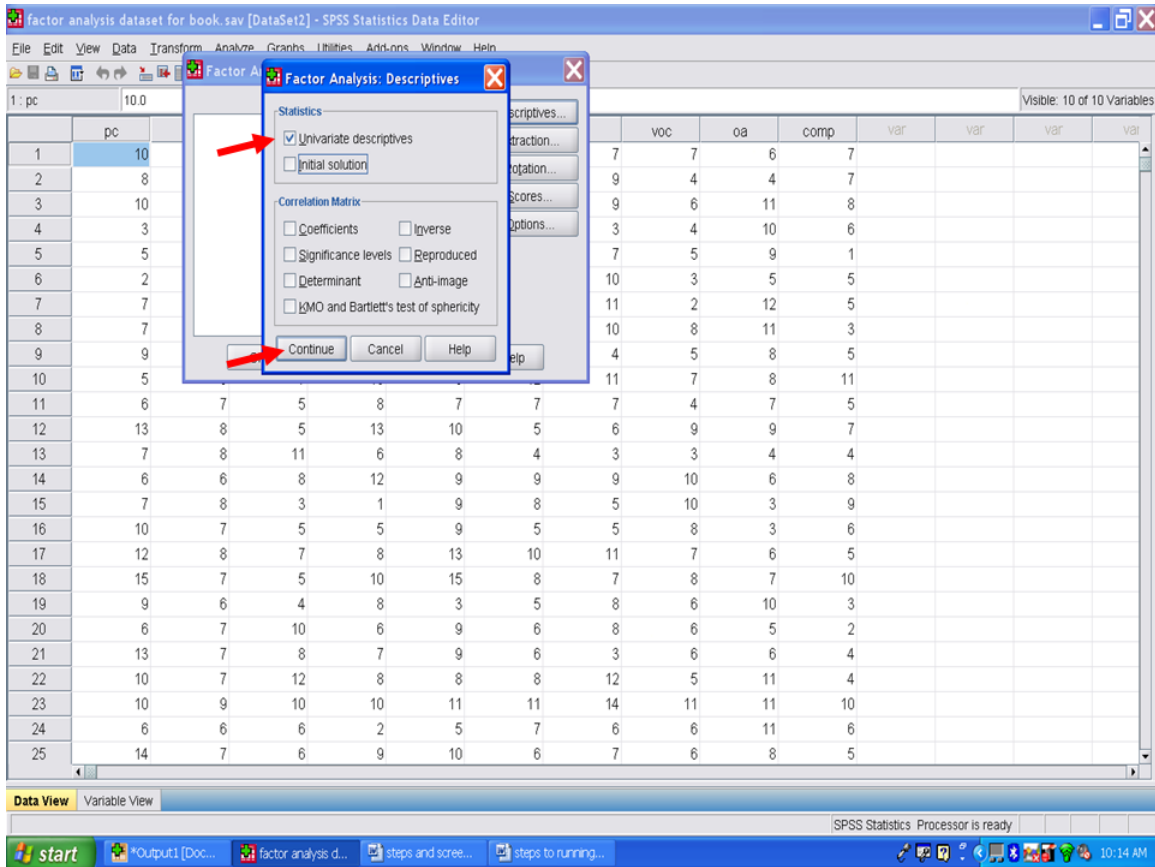 factor analysis dataset for book.sav [DataSet2] - SPSS Statistics Data Editor
File Edit View Data Transform Analyze Graphs Utilities Add-ons Window Help
1 : pc 10.0 Visible: 10 of 10 Variables
Factor
Factor Analysis: Descriptives
Statistics
Univariate descriptives
Initial solution
Correlation Matrix
Coefficients Inverse
Significance levels Reproduced
Determinant Anti-image
KMO and Bartlett's test of sphericity
Continue Cancel Help
scriptives...
traction...
otation...
Scores...
Options...
elp
pc voc oa comp var var var var
1 10 7 7 6 7
2 8 9 4 4 7
3 10 9 6 11 8
4 3 3 4 10 6
5 5 7 5 9 1
6 2 10 3 5 5
7 7 11 2 12 5
8 7 10 8 11 3
9 9 4 5 8 5
10 5 11 7 8 11
11 6 7 5 8 7 7 7 4 7 5
12 13 8 5 13 10 5 6 9 9 7
13 7 8 11 6 8 4 3 3 4 4
14 6 6 8 12 9 9 9 10 6 8
15 7 8 3 1 9 8 5 10 3 9
16 10 7 5 5 9 5 5 8 3 6
17 12 8 7 8 13 10 11 7 6 5
18 15 7 5 10 15 8 7 8 7 10
19 9 6 4 8 3 5 8 6 10 3
20 6 7 10 6 9 6 8 6 5 2
21 13 7 8 7 9 6 3 6 6 4
22 10 7 12 8 8 8 12 5 11 4
23 10 9 10 10 11 11 14 11 11 10
24 6 6 6 2 5 7 6 6 11 6
25 14 7 6 9 10 6 7 6 8 5
Data View Variable View
SPSS Statistics Processor is ready
start *Output1 [Doc... factor analysis d... steps and scree... steps to running... 10:14 AM